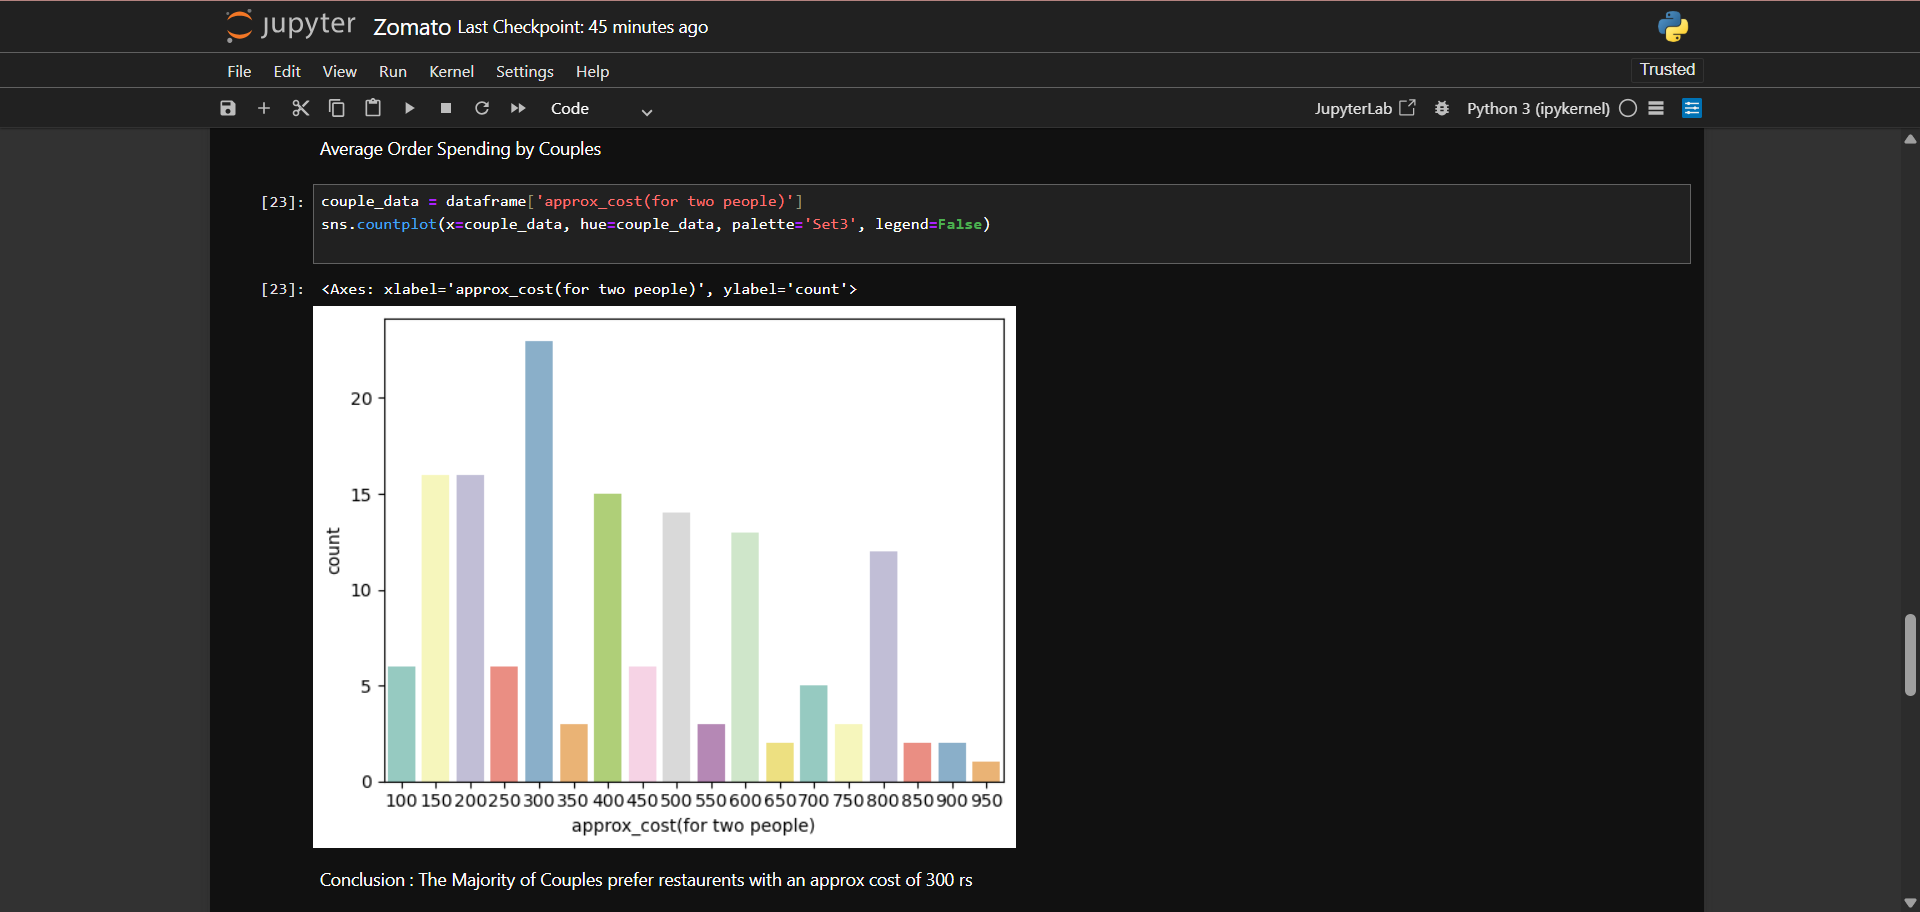 jupyter Zomato Last Checkpoint: 45 minutes ago
File Edit View Run Kernel Settings Help Trusted
Code JupyterLab Python 3 (ipykernel)
Average Order Spending by Couples
[23]: couple_data = dataframe['approx_cost(for two people)']
sns.countplot(x=couple_data, hue=couple_data, palette='Set3', legend=False)
[23]: <Axes: xlabel='approx_cost(for two people)', ylabel='count'>
20
15
10
5
0
count
100 150 200 250 300 350 400 450 500 550 600 650 700 750 800 850 900 950
approx_cost(for two people)
Conclusion : The Majority of Couples prefer restaurents with an approx cost of 300 rs